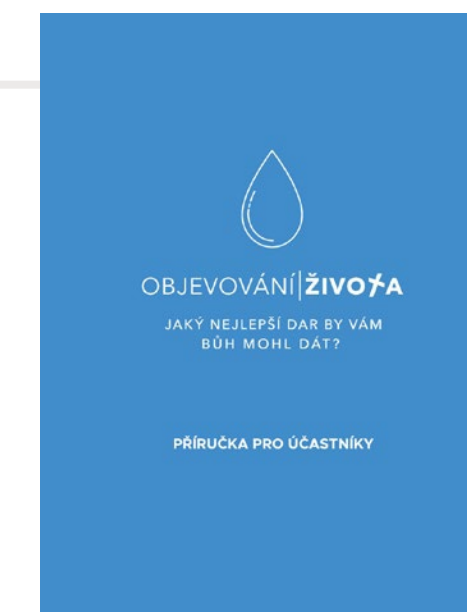 OBJEVOVÁNÍ|ŽIVOTA
JAKÝ NEJLEPŠÍ DAR BY VÁM
BŮH MOHL DÁT?
PŘÍRUČKA PRO ÚČASTNÍKY